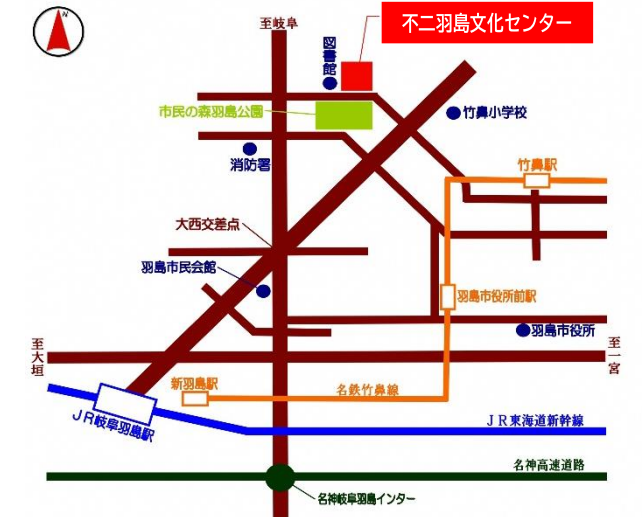 N
至岐阜
不二羽島文化センター
図書館
市民の森羽島公園
竹鼻小学校
消防署
竹鼻駅
大西交差点
羽島市民会館
羽島市役所前駅
羽島市役所
至大垣
至一宮
新羽島駅
名鉄竹鼻線
JR岐阜羽島駅
JR東海道新幹線
名神高速道路
名神岐阜羽島インター